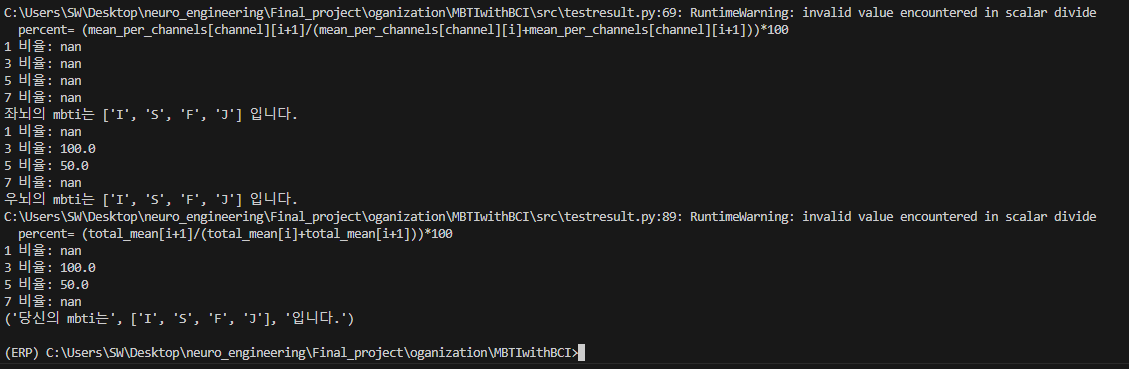 C:\Users\SW\Desktop\neuro_engineering\Final_project\oganization\MBTIwithBCI\src\testresult.py:69: RuntimeWarning: invalid value encountered in scalar divide
  percent= (mean_per_channels[channel][i+1]/(mean_per_channels[channel][i]+mean_per_channels[channel][i+1]))*100
1 비율: nan
3 비율: nan
5 비율: nan
7 비율: nan
좌뇌의 mbti는 ['I', 'S', 'F', 'J'] 입니다.
1 비율: nan
3 비율: 100.0
5 비율: 50.0
7 비율: nan
우뇌의 mbti는 ['I', 'S', 'F', 'J'] 입니다.
C:\Users\SW\Desktop\neuro_engineering\Final_project\oganization\MBTIwithBCI\src\testresult.py:89: RuntimeWarning: invalid value encountered in scalar divide
  percent= (total_mean[i+1]/(total_mean[i]+total_mean[i+1]))*100
1 비율: nan
3 비율: 100.0
5 비율: 50.0
7 비율: nan
('당신의 mbti는', ['I', 'S', 'F', 'J'], '입니다.')
(ERP) C:\Users\SW\Desktop\neuro_engineering\Final_project\oganization\MBTIwithBCI>